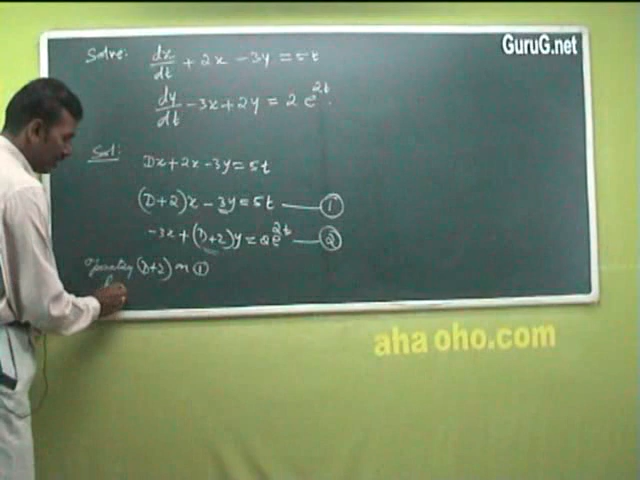 GuruG.net
Solve: dx/dt + 2x - 3y = 5t
dy/dt - 3x + 2y = 2 e^2t.
Sol:
Dx + 2x - 3y = 5t
(D+2)x - 3y = 5t — ①
-3x + (D+2)y = 2e^2t — ②
Operating (D+2) on ①
aha oho.com